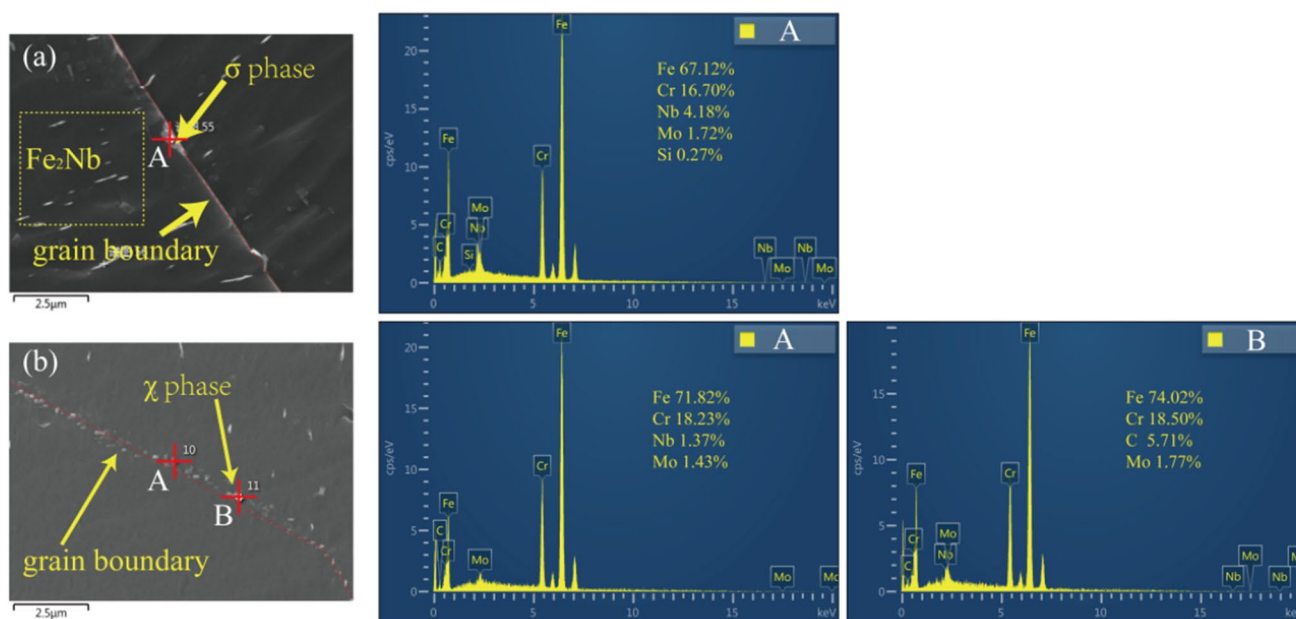 (a)
σ phase
A
Fe₂Nb
grain boundary
2.5μm
A
Fe 67.12%
Cr 16.70%
Nb 4.18%
Mo 1.72%
Si 0.27%
cps/eV
20
15
10
5
0
Fe
Fe
Cr
Cr
C
Mo
Nb
Si
Nb
Nb
Mo
Mo
0
5
10
15
keV
(b)
χ phase
10
A
11
B
grain boundary
2.5μm
A
Fe 71.82%
Cr 18.23%
Nb 1.37%
Mo 1.43%
cps/eV
20
15
10
5
0
Fe
Fe
Cr
C
Cr
Mo
Mo
Mo
0
5
10
15
keV
B
Fe 74.02%
Cr 18.50%
C 5.71%
Mo 1.77%
cps/eV
15
10
5
0
Fe
Fe
Cr
Cr
C
Mo
Nb
Mo
Nb
Nb
0
5
10
15
keV